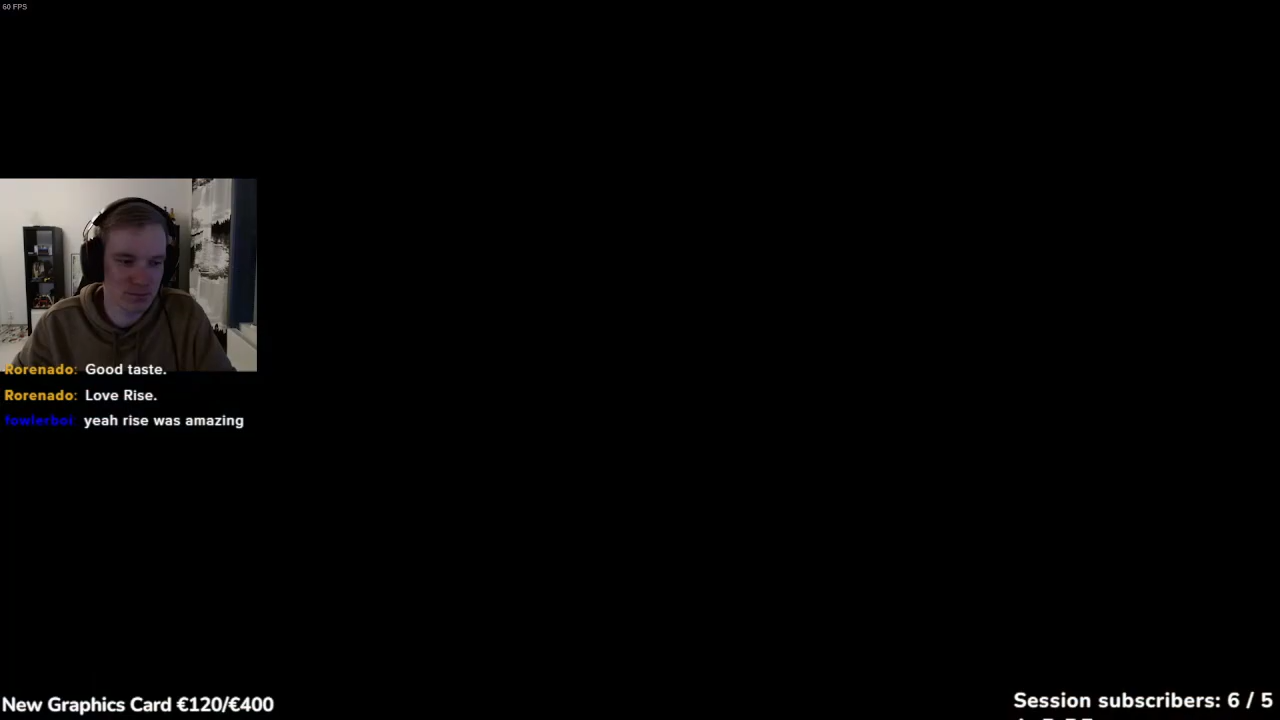 60 FPS
Rorenado: Good taste.
Rorenado: Love Rise.
fowlerboi: yeah rise was amazing
New Graphics Card €120/€400
Session subscribers: 6 / 5